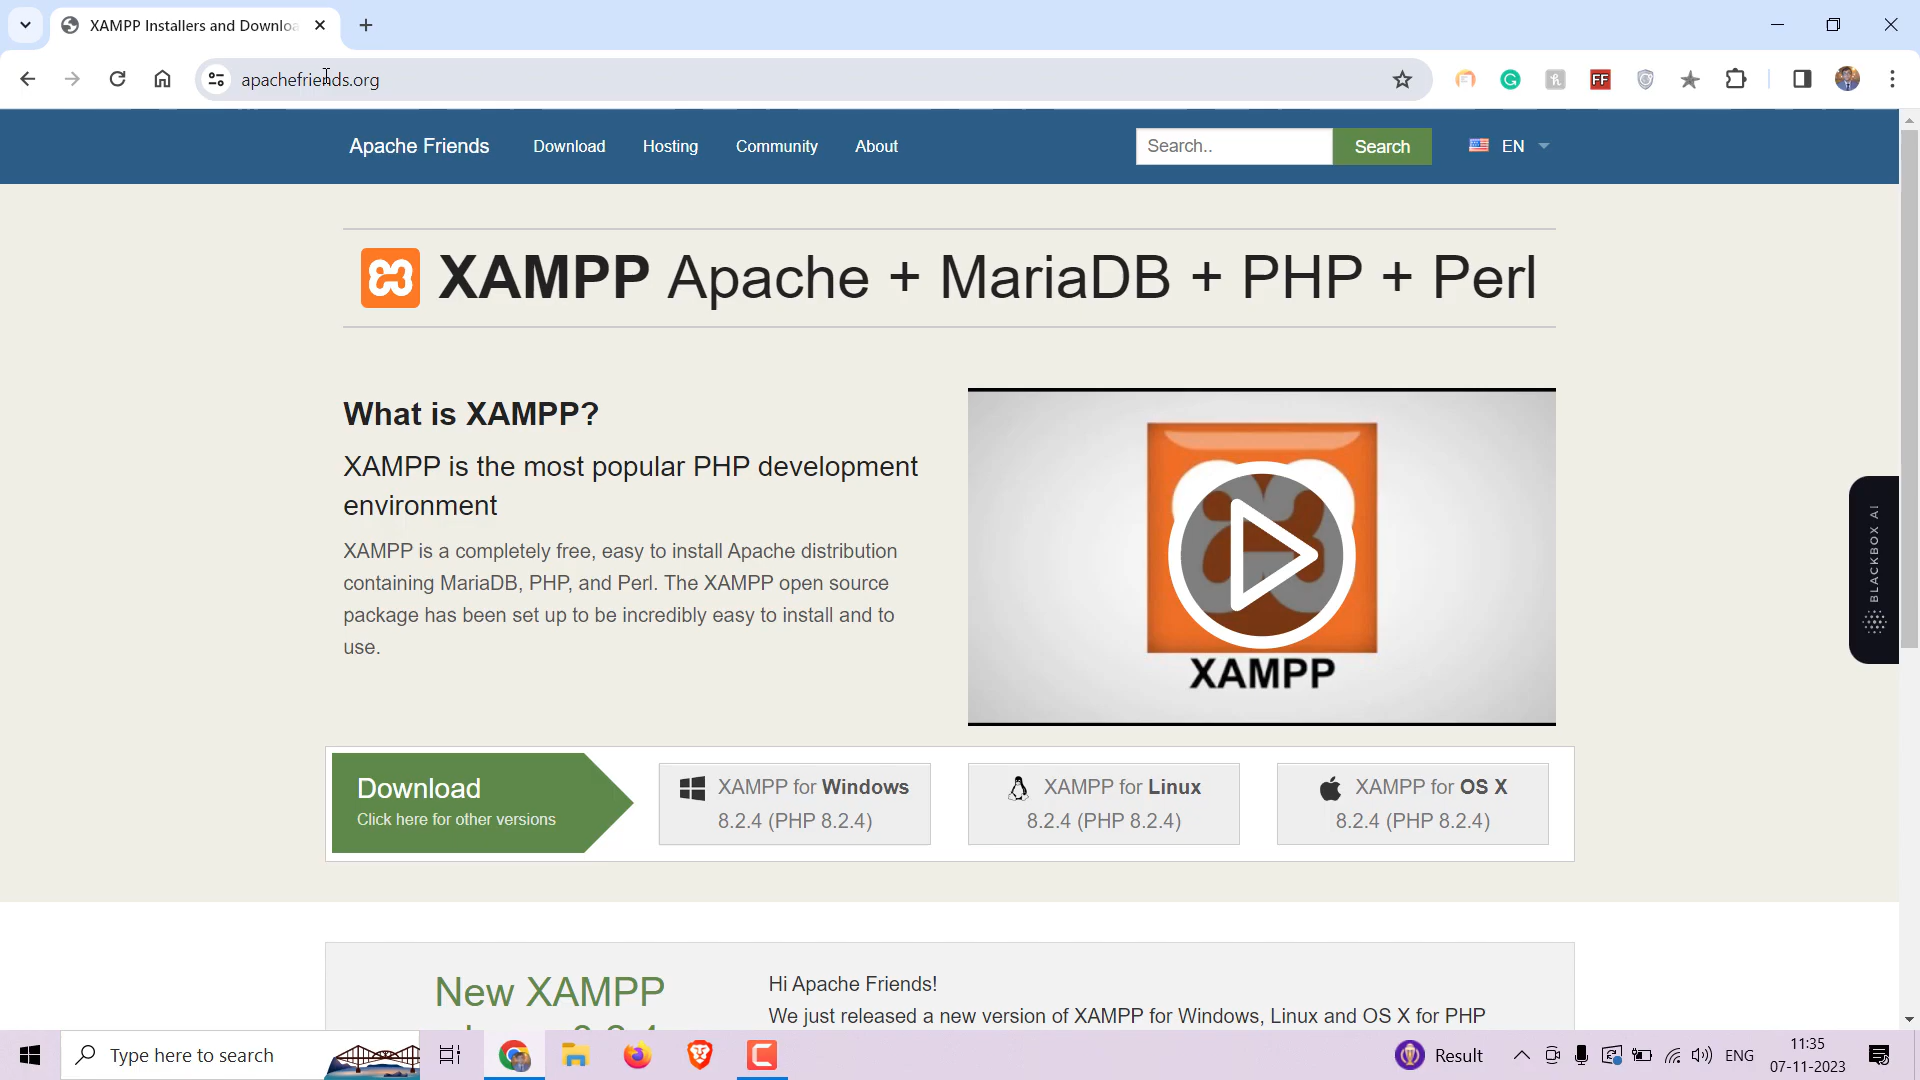 XAMPP Installers and Downloa
apachefriends.org
FF
Apache Friends Download Hosting Community About Search.. Search EN
XAMPP Apache + MariaDB + PHP + Perl
What is XAMPP?
XAMPP is the most popular PHP development
environment
XAMPP is a completely free, easy to install Apache distribution
containing MariaDB, PHP, and Perl. The XAMPP open source
package has been set up to be incredibly easy to install and to
use.
XAMPP
BLACKBOX AI
Download
Click here for other versions
XAMPP for Windows
8.2.4 (PHP 8.2.4)
XAMPP for Linux
8.2.4 (PHP 8.2.4)
XAMPP for OS X
8.2.4 (PHP 8.2.4)
New XAMPP
Hi Apache Friends!
We just released a new version of XAMPP for Windows, Linux and OS X for PHP
Type here to search
Result
ENG
11:35
07-11-2023